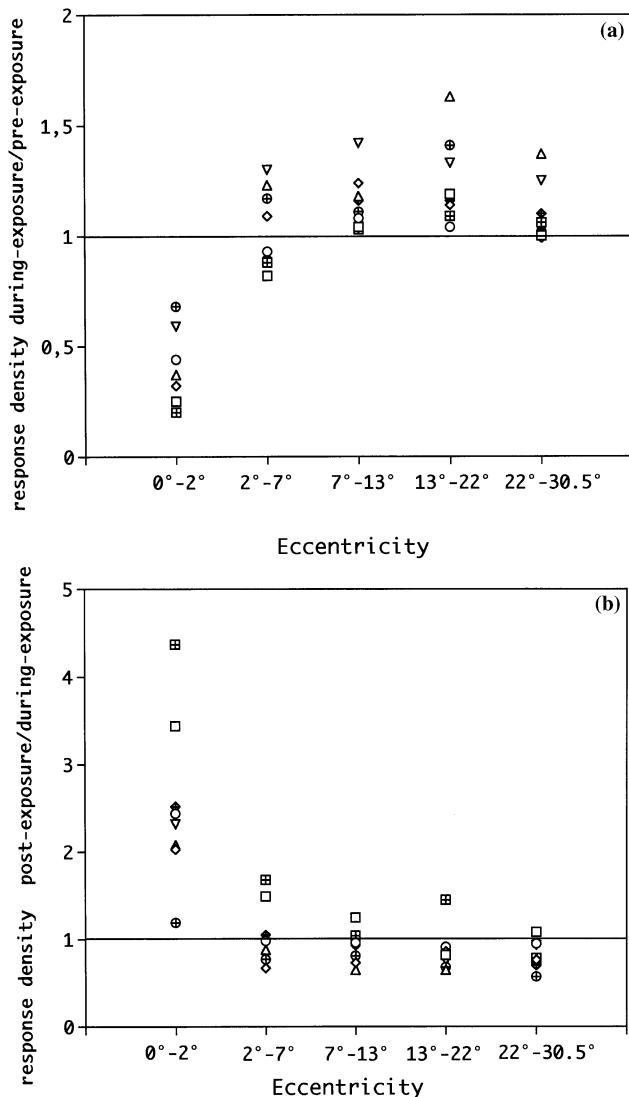 (a)
response density during-exposure/pre-exposure
2
1,5
1
0,5
0
0°-2° 2°-7° 7°-13° 13°-22° 22°-30.5°
Eccentricity
(b)
response density post-exposure/during-exposure
5
4
3
2
1
0
0°-2° 2°-7° 7°-13° 13°-22° 22°-30.5°
Eccentricity